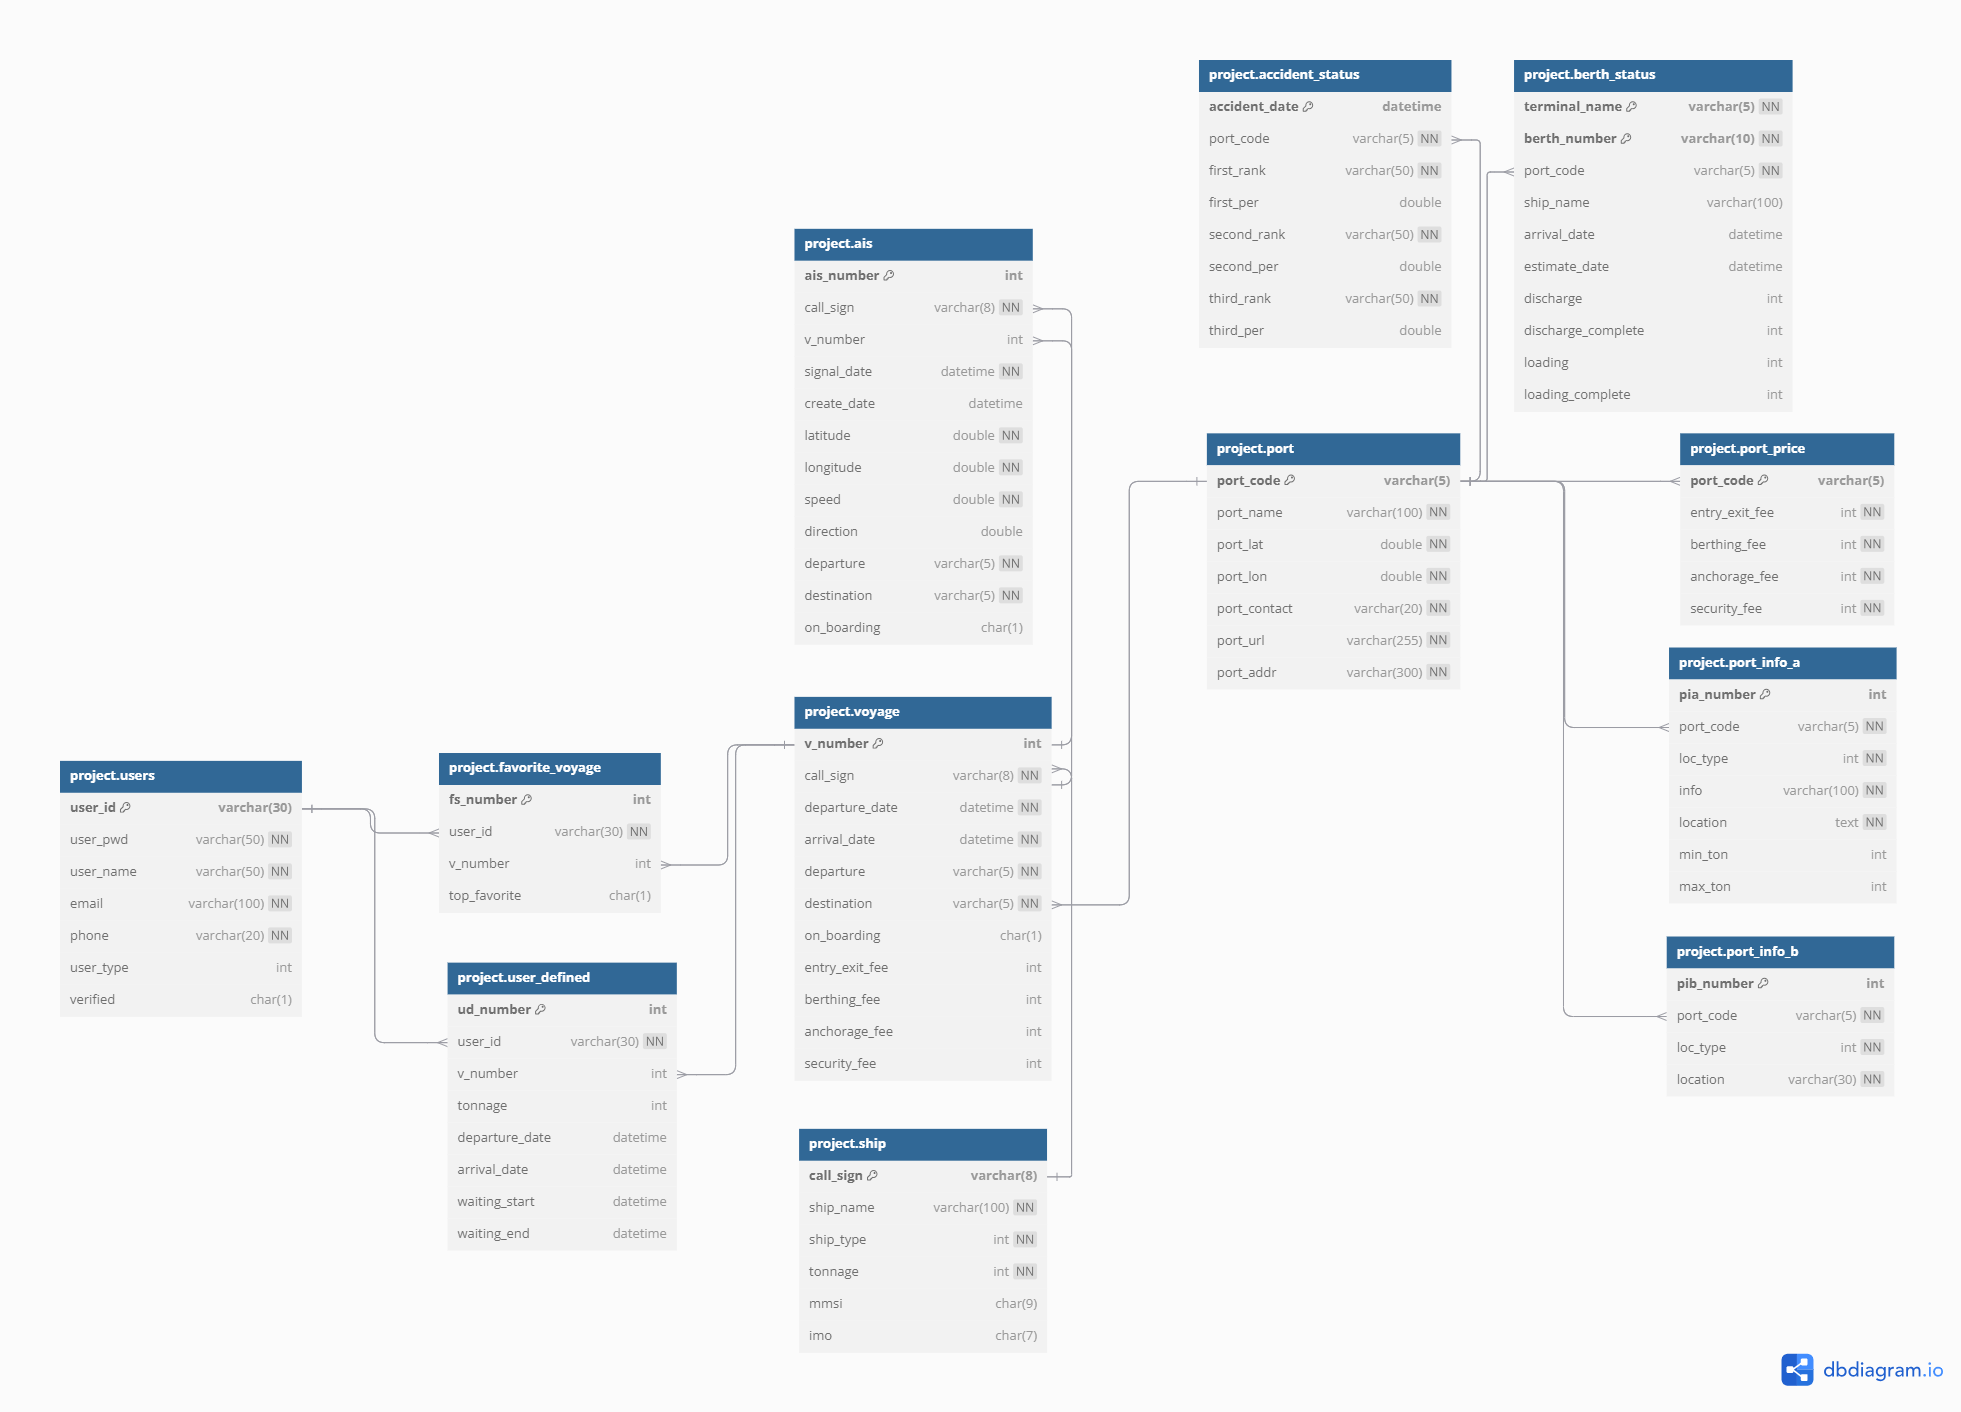 project.accident_status
accident_date datetime
port_code varchar(5) NN
first_rank varchar(50) NN
first_per double
second_rank varchar(50) NN
second_per double
third_rank varchar(50) NN
third_per double
project.berth_status
terminal_name varchar(5) NN
berth_number varchar(10) NN
port_code varchar(5) NN
ship_name varchar(100)
arrival_date datetime
estimate_date datetime
discharge int
discharge_complete int
loading int
loading_complete int
project.ais
ais_number int
call_sign varchar(8) NN
v_number int
signal_date datetime NN
create_date datetime
latitude double NN
longitude double NN
speed double NN
direction double
departure varchar(5) NN
destination varchar(5) NN
on_boarding char(1)
project.port
port_code varchar(5)
port_name varchar(100) NN
port_lat double NN
port_lon double NN
port_contact varchar(20) NN
port_url varchar(255) NN
port_addr varchar(300) NN
project.port_price
port_code varchar(5)
entry_exit_fee int NN
berthing_fee int NN
anchorage_fee int NN
security_fee int NN
project.port_info_a
pia_number int
port_code varchar(5) NN
loc_type int NN
info varchar(100) NN
location text NN
min_ton int
max_ton int
project.voyage
v_number int
call_sign varchar(8) NN
departure_date datetime NN
arrival_date datetime NN
departure varchar(5) NN
destination varchar(5) NN
on_boarding char(1)
entry_exit_fee int
berthing_fee int
anchorage_fee int
security_fee int
project.users
user_id varchar(30)
user_pwd varchar(50) NN
user_name varchar(50) NN
email varchar(100) NN
phone varchar(20) NN
user_type int
verified char(1)
project.favorite_voyage
fs_number int
user_id varchar(30) NN
v_number int
top_favorite char(1)
project.user_defined
ud_number int
user_id varchar(30) NN
v_number int
tonnage int
departure_date datetime
arrival_date datetime
waiting_start datetime
waiting_end datetime
project.port_info_b
pib_number int
port_code varchar(5) NN
loc_type int NN
location varchar(30) NN
project.ship
call_sign varchar(8)
ship_name varchar(100) NN
ship_type int NN
tonnage int NN
mmsi char(9)
imo char(7)
dbdiagram.io